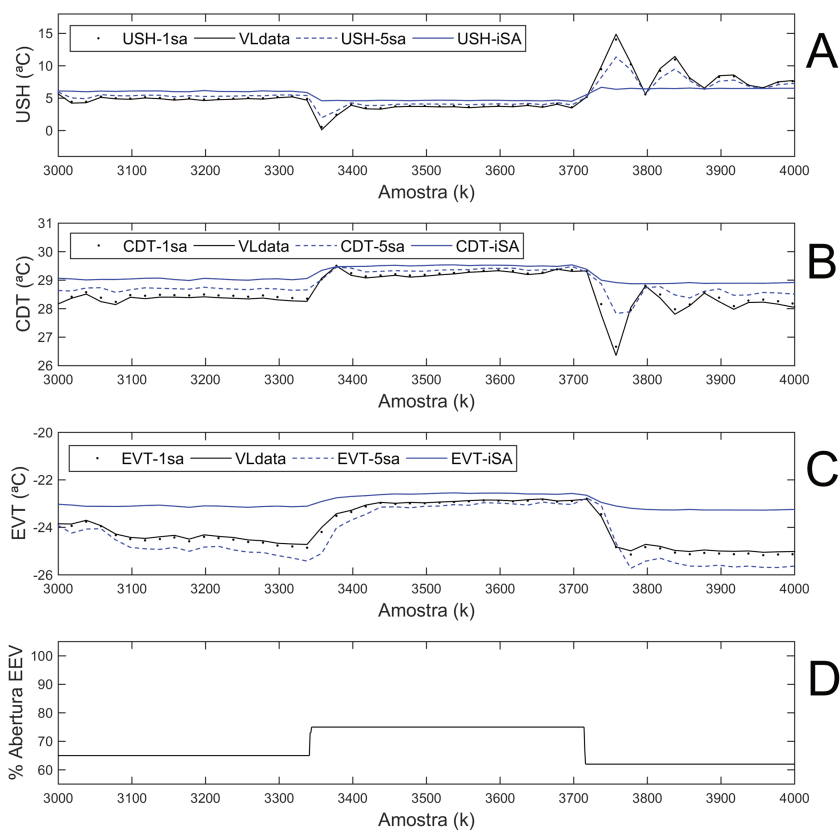 USH-1sa VLdata USH-5sa USH-iSA
A
USH (ªC)
15
10
5
0
3000 3100 3200 3300 3400 3500 3600 3700 3800 3900 4000
Amostra (k)
CDT-1sa VLdata CDT-5sa CDT-iSA
B
CDT (ªC)
31
30
29
28
27
26
3000 3100 3200 3300 3400 3500 3600 3700 3800 3900 4000
Amostra (k)
EVT-1sa VLdata EVT-5sa EVT-iSA
C
EVT (ªC)
-20
-22
-24
-26
3000 3100 3200 3300 3400 3500 3600 3700 3800 3900 4000
Amostra (k)
D
% Abertura EEV
100
90
80
70
60
3000 3100 3200 3300 3400 3500 3600 3700 3800 3900 4000
Amostra (k)